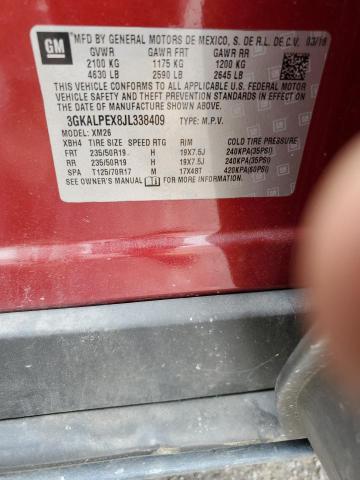 GM
MFD BY GENERAL MOTORS DE MEXICO, S. DE R.L. DE C.V. 03/18
GVWR GAWR FRT GAWR RR
2100 KG 1175 KG 1200 KG
4630 LB 2590 LB 2645 LB
THIS VEHICLE CONFORMS TO ALL APPLICABLE U.S. FEDERAL MOTOR VEHICLE
SAFETY AND THEFT PREVENTION STANDARDS IN EFFECT
ON THE DATE OF MANUFACTURE SHOWN ABOVE.
3GKALPEX8JL338409 TYPE: M.P.V.
MODEL: XM26
XBH4 TIRE SIZE SPEED RTG RIM COLD TIRE PRESSURE
FRT 235/50R19 H 19X7.5J 240KPA(35PSI)
RR 235/50R19 H 19X7.5J 240KPA(35PSI)
SPA T125/70R17 M 17X4BT 420KPA(60PSI)
SEE OWNER'S MANUAL